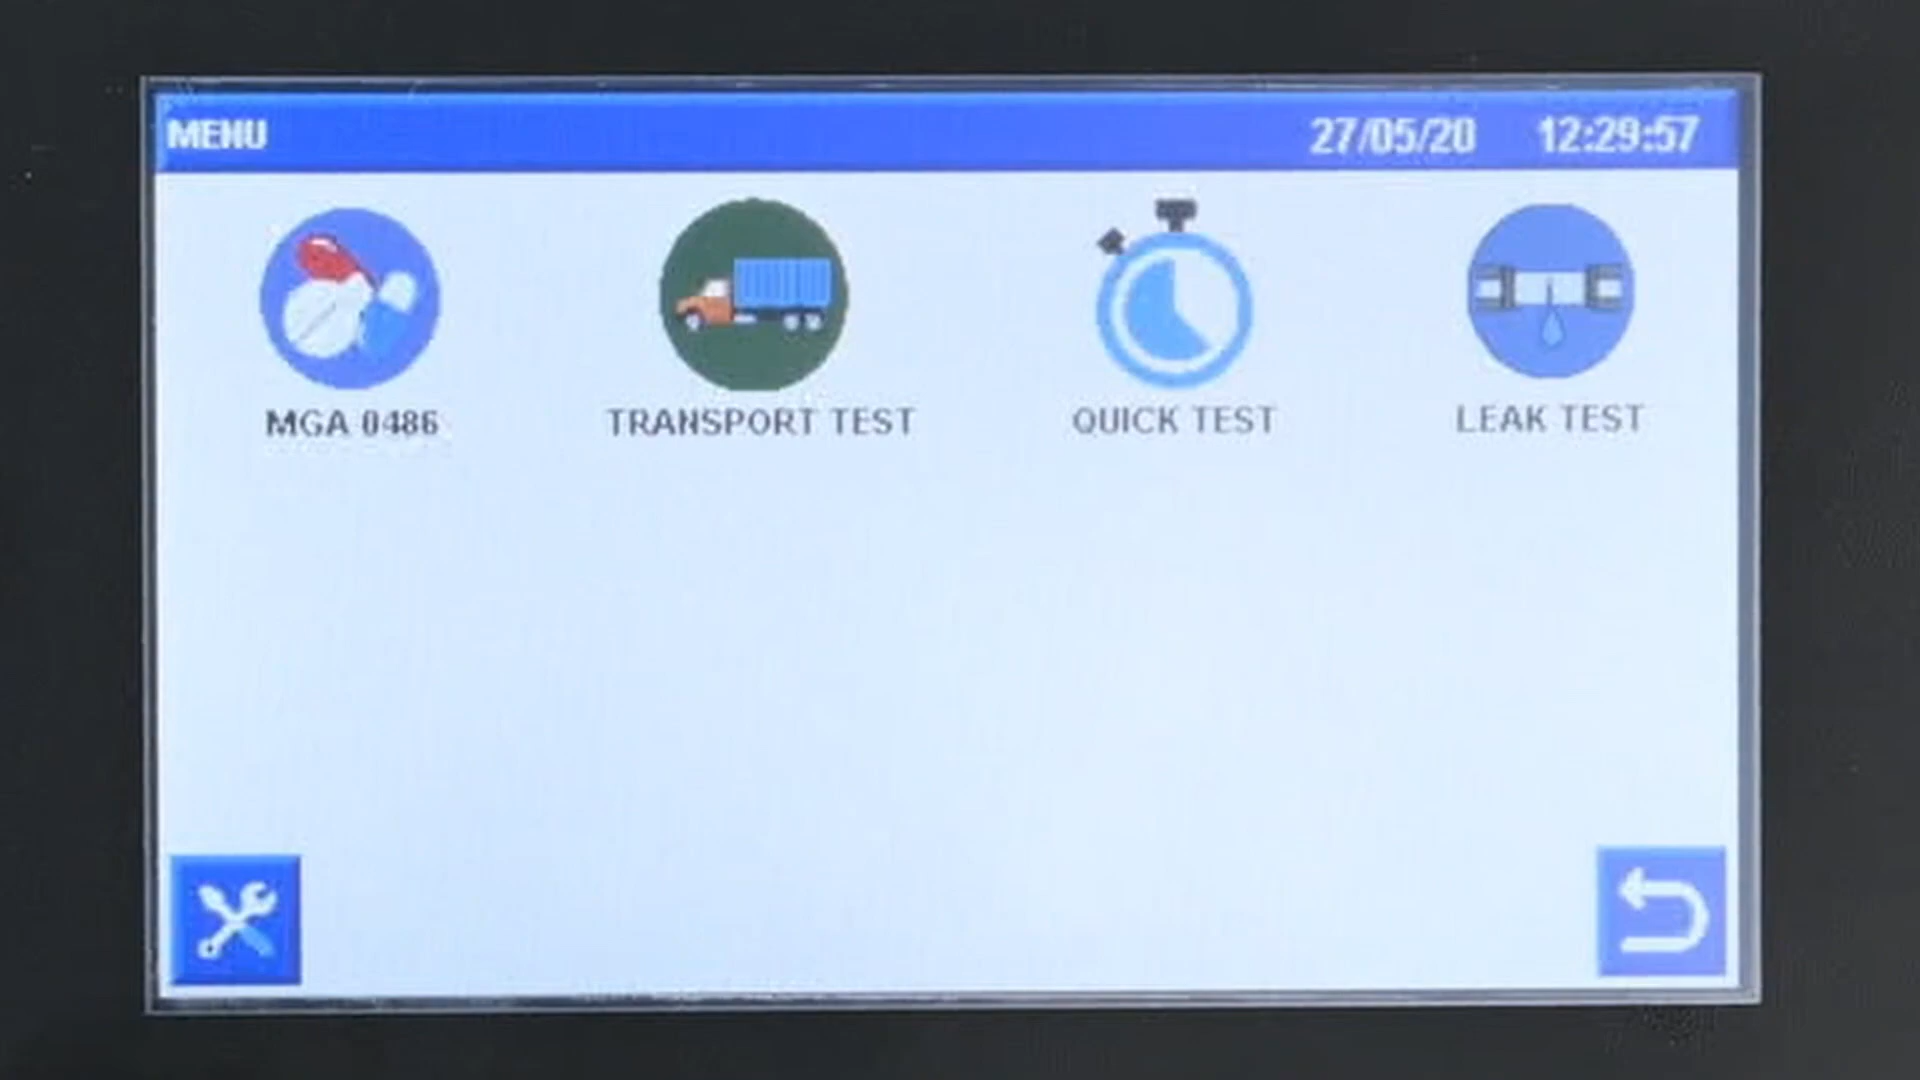 MENU 27/05/20 12:29:57
MGA 0486 TRANSPORT TEST QUICK TEST LEAK TEST